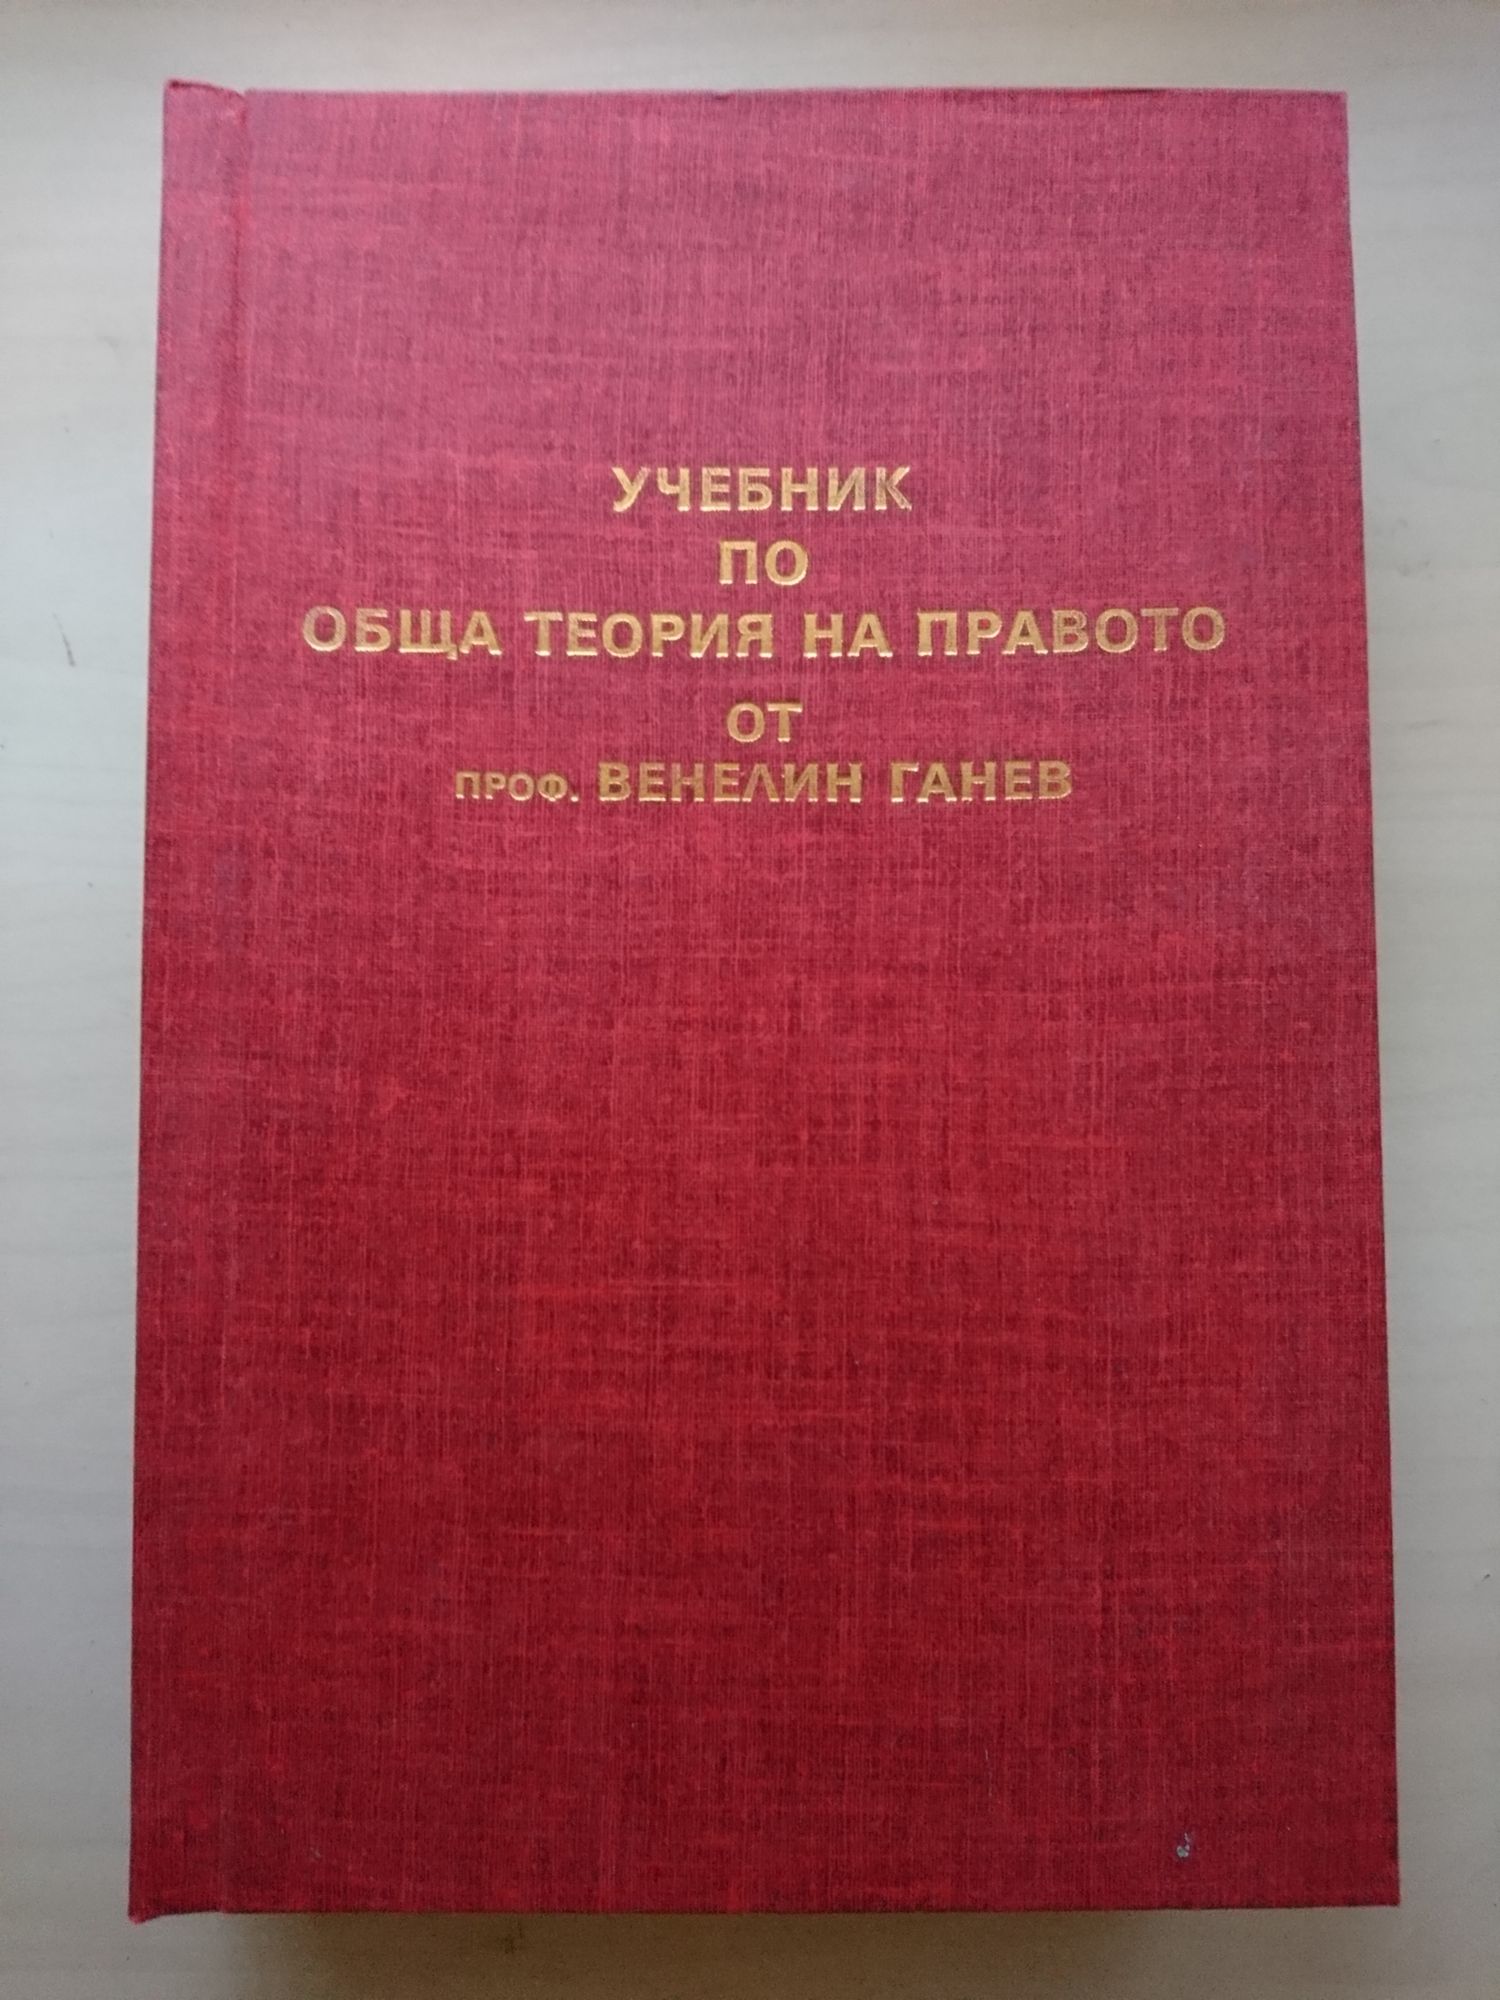 УЧЕБНИК
ПО
ОБЩА ТЕОРИЯ НА ПРАВОТО
ОТ
ПРОФ. ВЕНЕЛИН ГАНЕВ